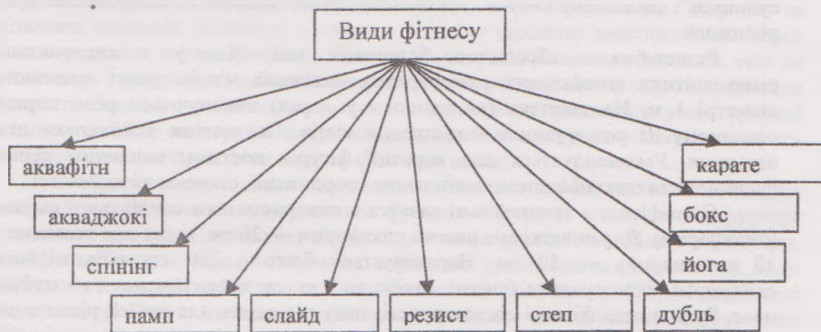 Види фітнесу
аквафітн
карате
акваджокі
бокс
спінінг
йога
памп
слайд
резист
степ
дубль